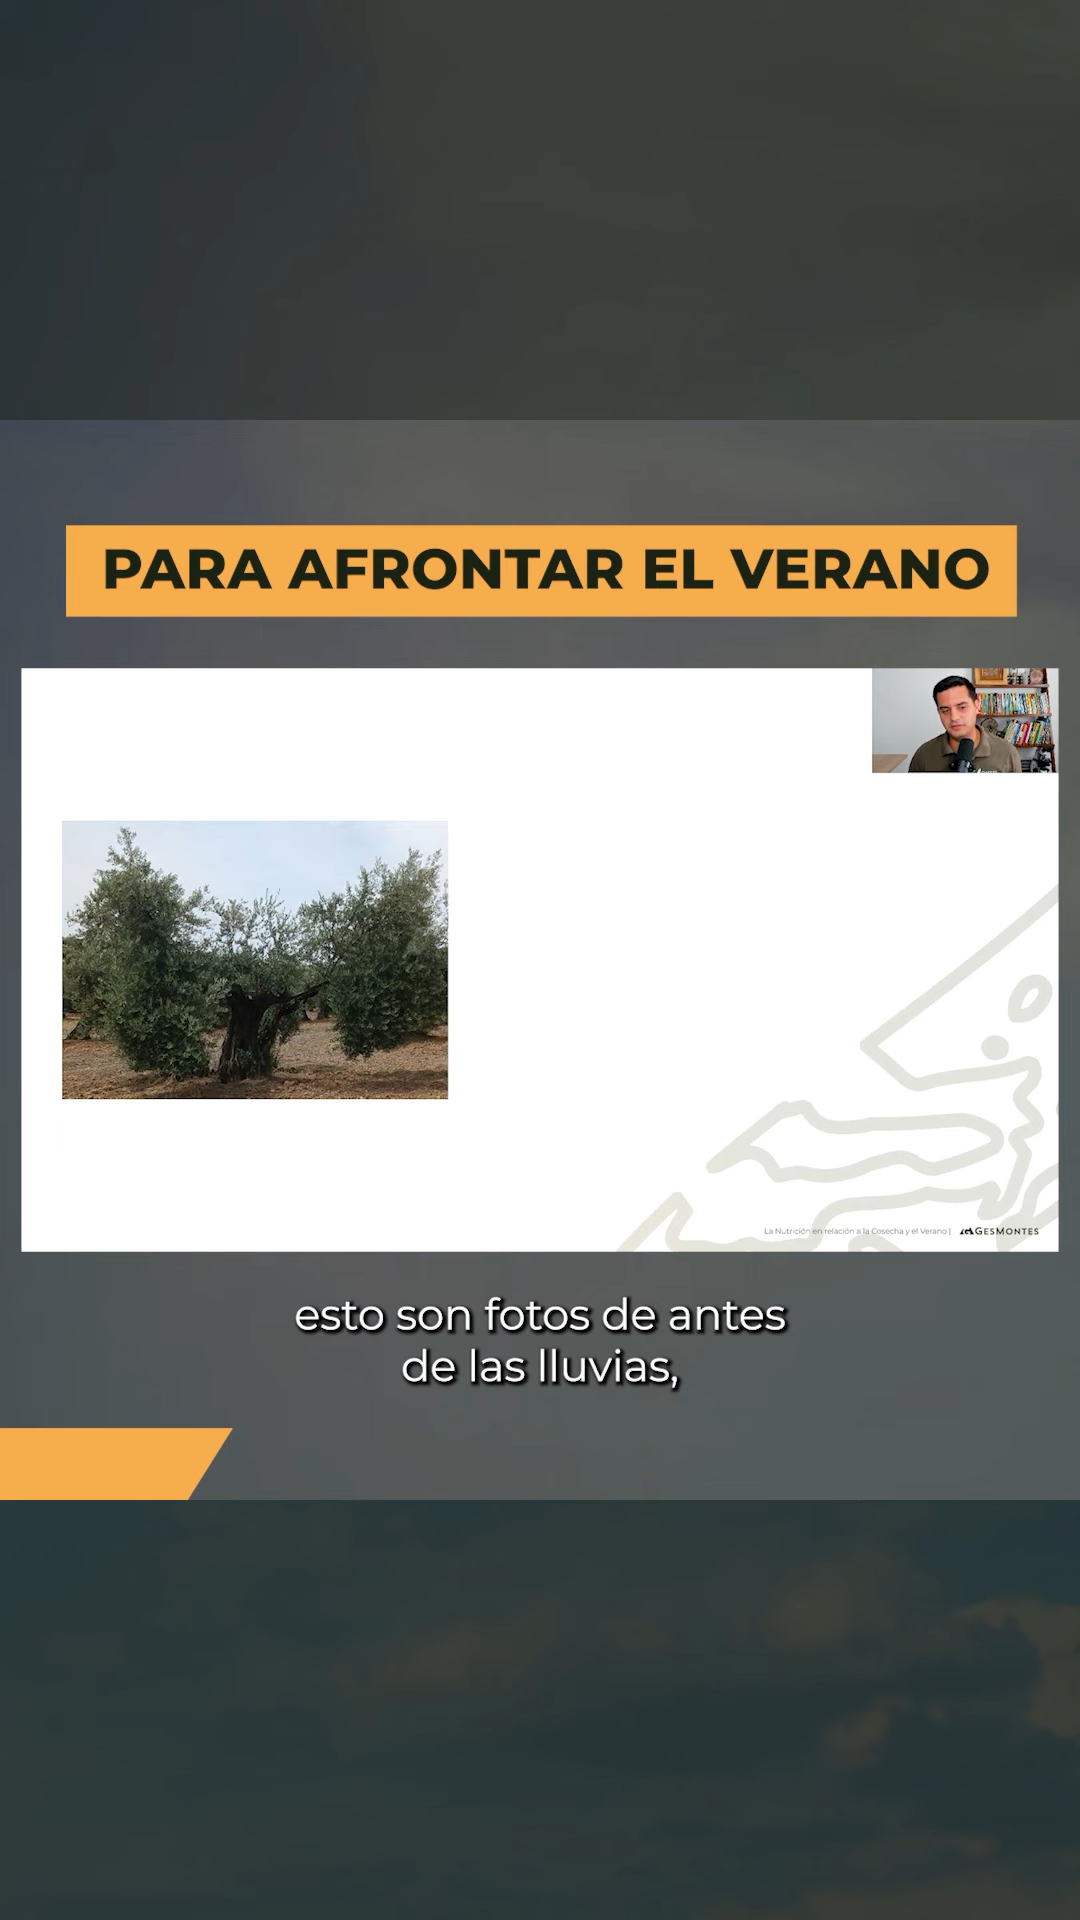 PARA AFRONTAR EL VERANO
La Nutrición en relación a la Cosecha y el Verano | GESMONTES
esto son fotos de antes
de las lluvias,